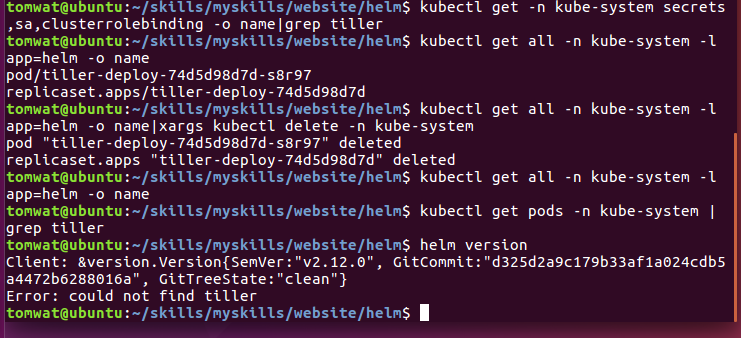 tomwat@ubuntu:~/skills/myskills/website/helm$ kubectl get -n kube-system secrets
,sa,clusterrolebinding -o name|grep tiller
tomwat@ubuntu:~/skills/myskills/website/helm$ kubectl get all -n kube-system -l
app=helm -o name
pod/tiller-deploy-74d5d98d7d-s8r97
replicaset.apps/tiller-deploy-74d5d98d7d
tomwat@ubuntu:~/skills/myskills/website/helm$ kubectl get all -n kube-system -l
app=helm -o name|xargs kubectl delete -n kube-system
pod "tiller-deploy-74d5d98d7d-s8r97" deleted
replicaset.apps "tiller-deploy-74d5d98d7d" deleted
tomwat@ubuntu:~/skills/myskills/website/helm$ kubectl get all -n kube-system -l
app=helm -o name
tomwat@ubuntu:~/skills/myskills/website/helm$ kubectl get pods -n kube-system |
grep tiller
tomwat@ubuntu:~/skills/myskills/website/helm$ helm version
Client: &version.Version{SemVer:"v2.12.0", GitCommit:"d325d2a9c179b33af1a024cdb5
a4472b6288016a", GitTreeState:"clean"}
Error: could not find tiller
tomwat@ubuntu:~/skills/myskills/website/helm$